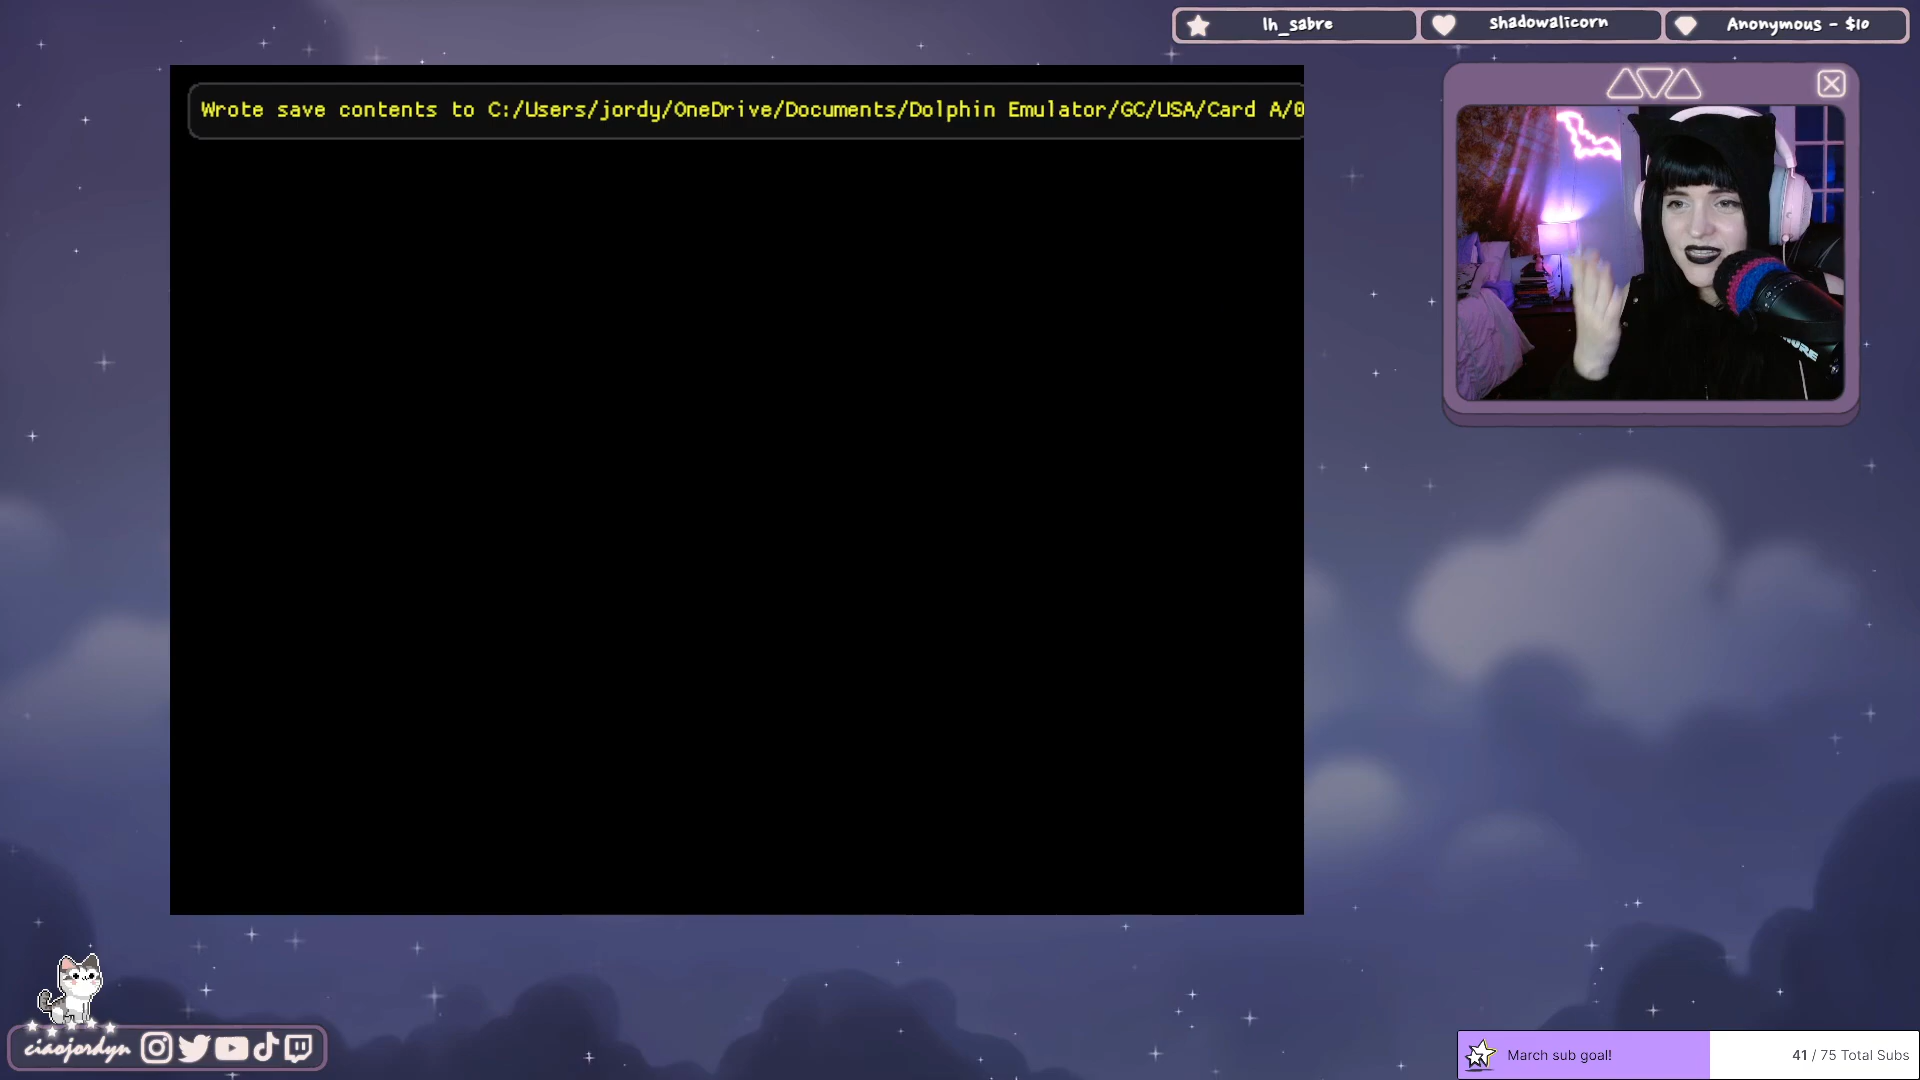 lh_sabre
shadowalicorn
Anonymous - $10
Wrote save contents to C:/Users/jordy/OneDrive/Documents/Dolphin Emulator/GC/USA/Card A/0
ciaojordyn
March sub goal!
41 / 75 Total Subs